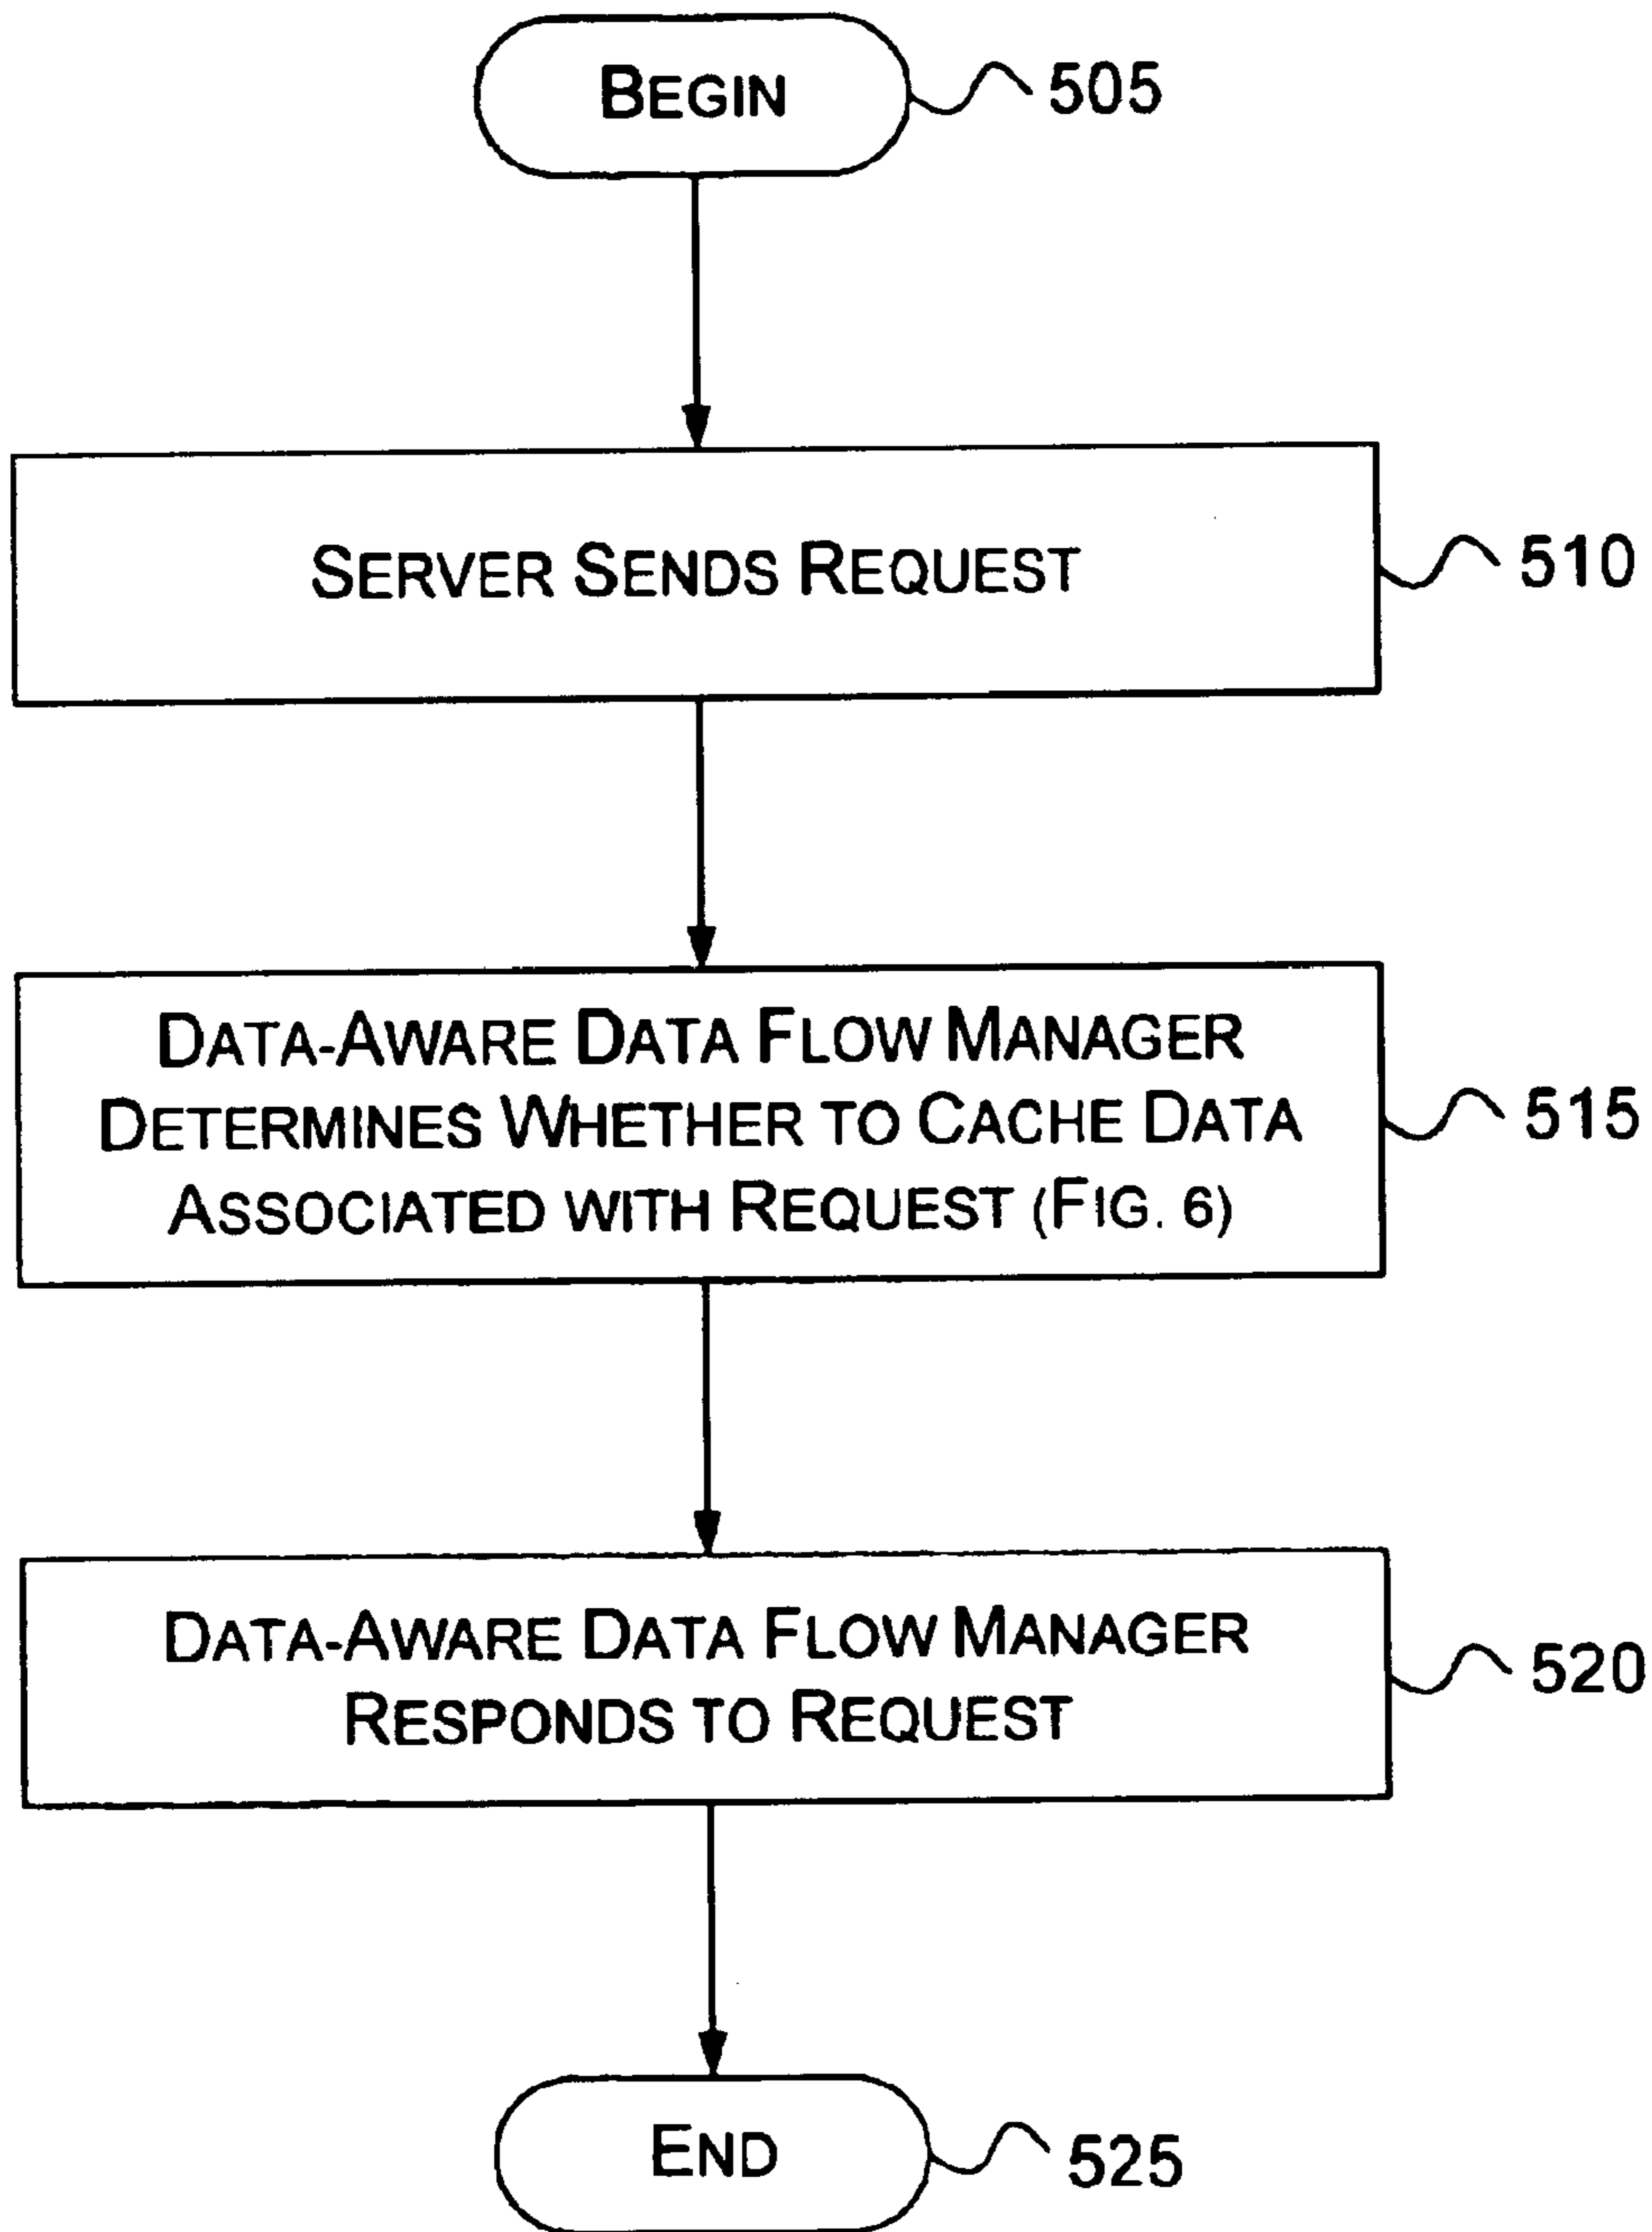 BEGIN
505
SERVER SENDS REQUEST
510
DATA-AWARE DATA FLOW MANAGER
DETERMINES WHETHER TO CACHE DATA
ASSOCIATED WITH REQUEST (FIG. 6)
515
DATA-AWARE DATA FLOW MANAGER
RESPONDS TO REQUEST
520
END
525